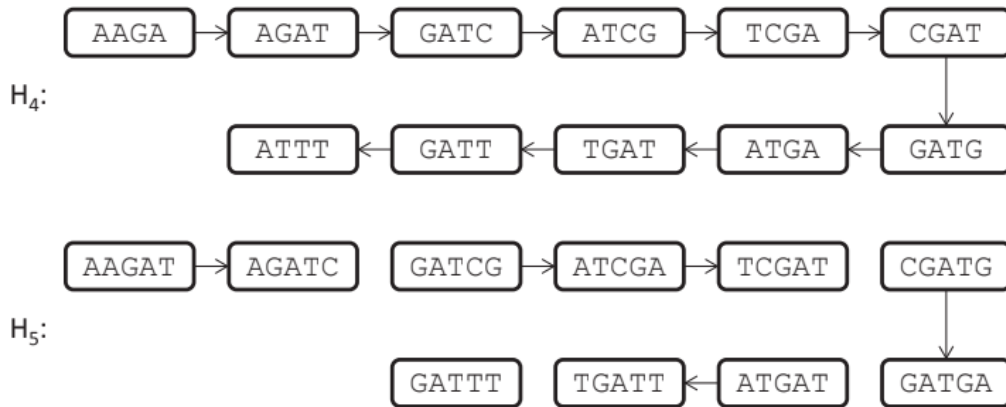 AAGA AGAT GATC ATCG TCGA CGAT
H₄:
ATTT GATT TGAT ATGA GATG
AAGAT AGATC GATCG ATCGA TCGAT CGATG
H₅:
GATTT TGATT ATGAT GATGA